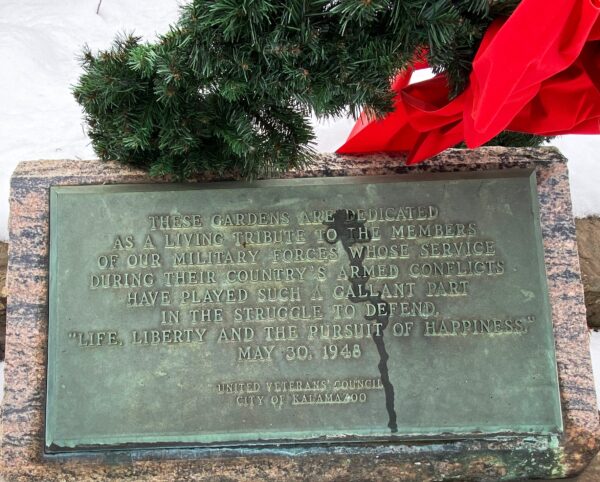 THESE GARDENS ARE DEDICATED
AS A LIVING TRIBUTE TO THE MEMBERS
OF OUR MILITARY FORCES WHOSE SERVICE
DURING THEIR COUNTRY'S ARMED CONFLICTS
HAVE PLAYED SUCH A GALLANT PART
IN THE STRUGGLE TO DEFEND,
"LIFE, LIBERTY AND THE PURSUIT OF HAPPINESS."
MAY 30, 1948
UNITED VETERANS' COUNCIL
CITY OF KALAMAZOO